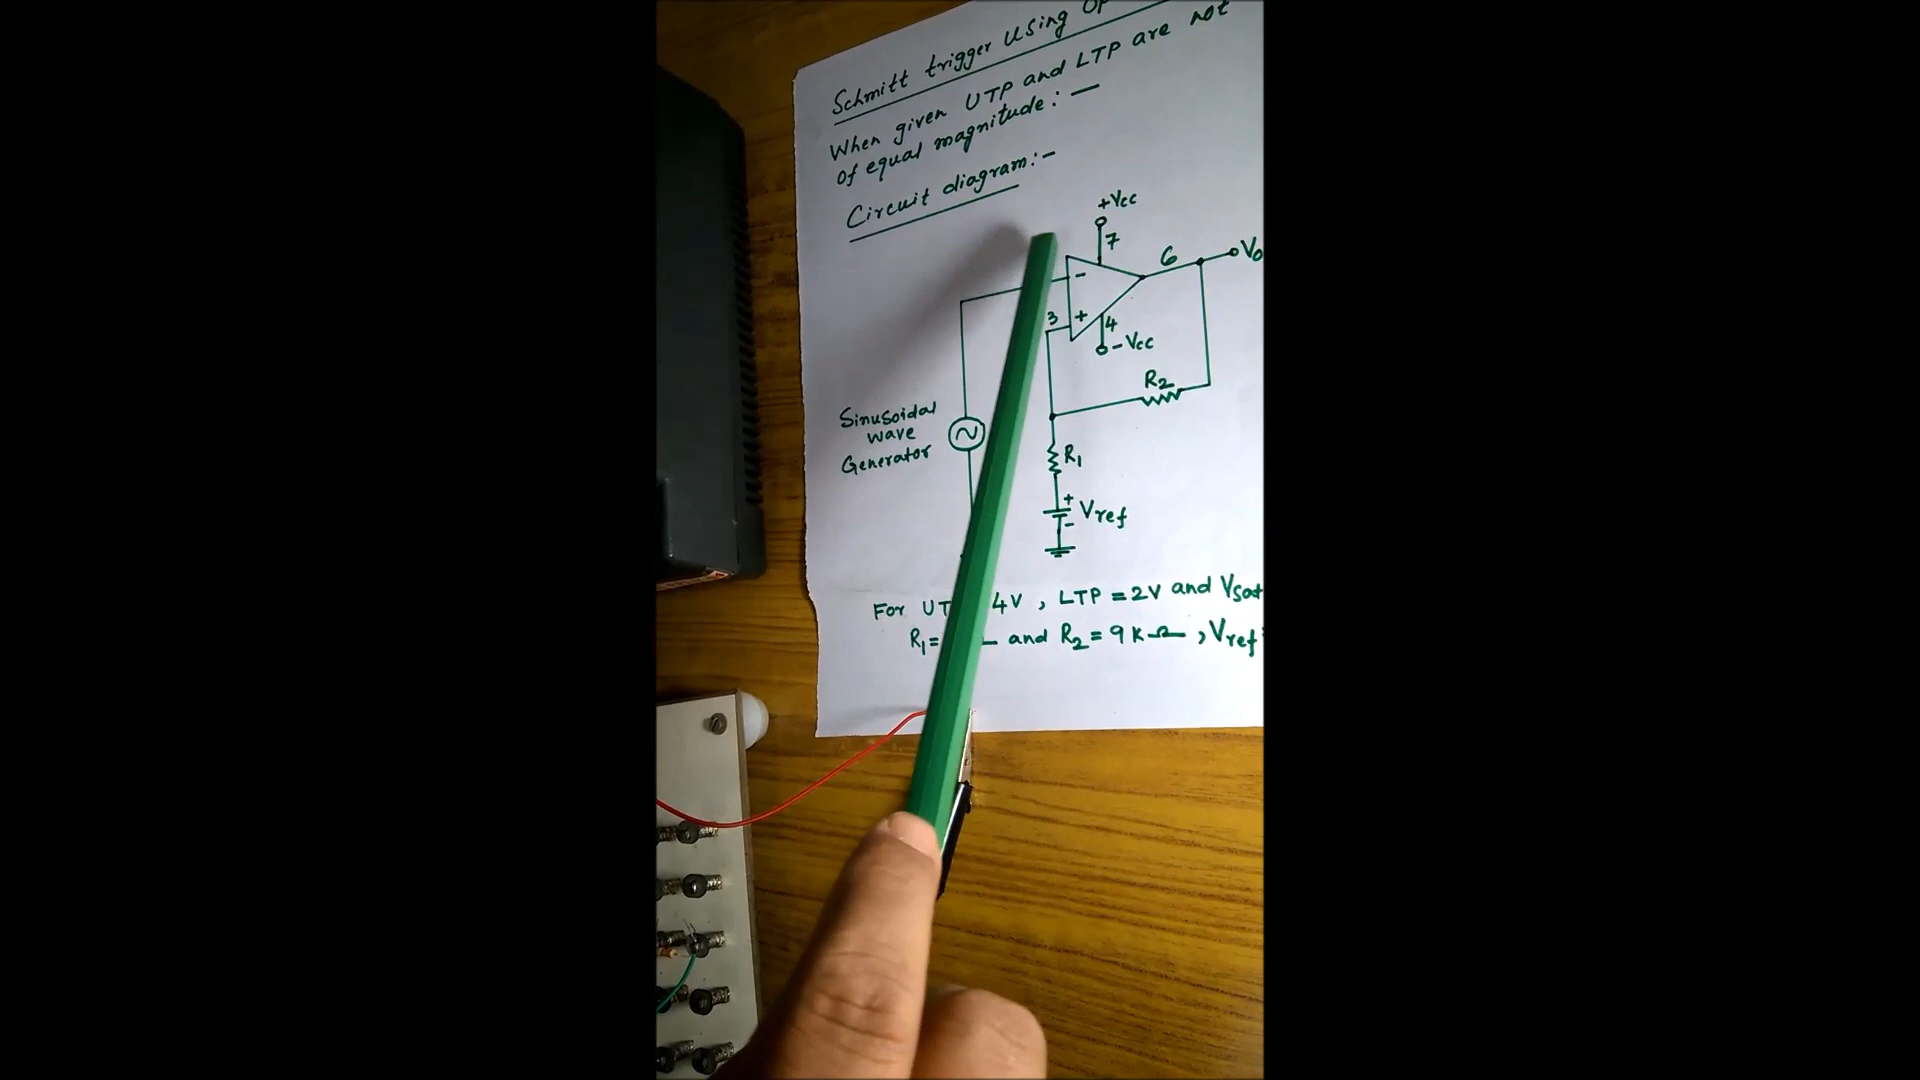 Schmitt trigger Using Op
When given UTP and LTP are not
of equal magnitude:—
Circuit diagram:-
+Vcc
7
-
6
Vo
3
+
4
-Vcc
R2
Sinusoidal
wave
Generator
R1
+
Vref
-
For UT 4V, LTP = 2V and Vsat
R1= and R2 = 9KΩ, Vref